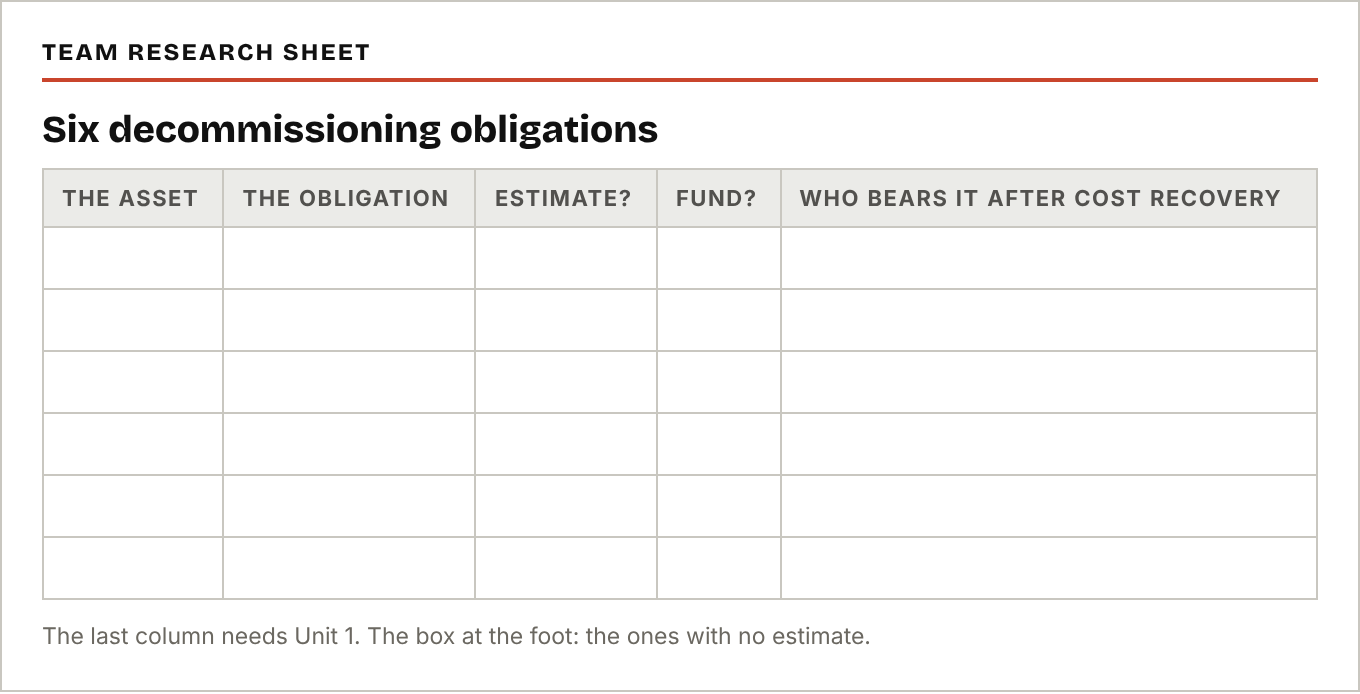 TEAM RESEARCH SHEET
Six decommissioning obligations
THE ASSET THE OBLIGATION ESTIMATE? FUND? WHO BEARS IT AFTER COST RECOVERY
The last column needs Unit 1. The box at the foot: the ones with no estimate.